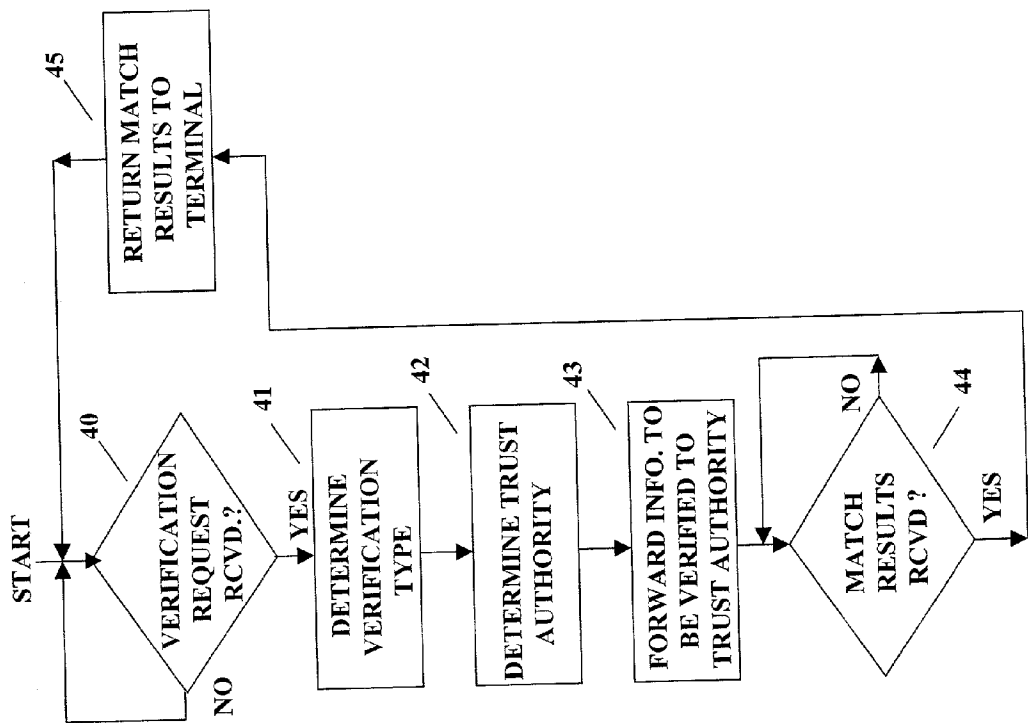 START
40
VERIFICATION
REQUEST
RCVD.?
NO
YES
41
DETERMINE
VERIFICATION
TYPE
42
DETERMINE TRUST
AUTHORITY
43
FORWARD INFO. TO
BE VERIFIED TO
TRUST AUTHORITY
NO
MATCH
RESULTS
RCVD ?
44
YES
45
RETURN MATCH
RESULTS TO
TERMINAL